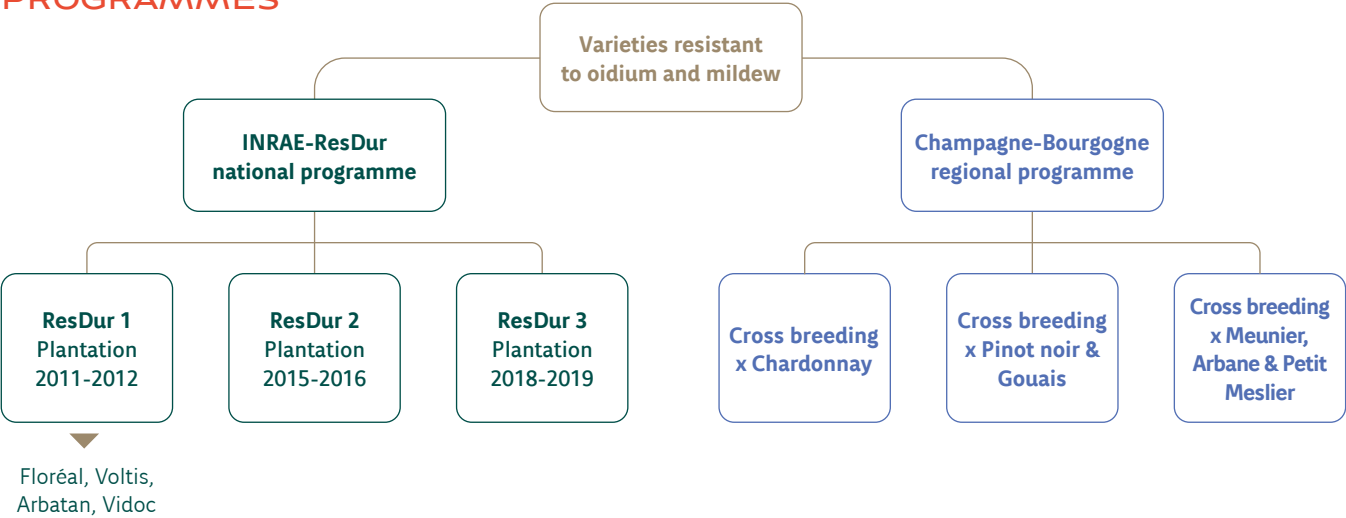 PROGRAMMES
Varieties resistant
to oidium and mildew
INRAE-ResDur
national programme
Champagne-Bourgogne
regional programme
ResDur 1
Plantation
2011-2012
ResDur 2
Plantation
2015-2016
ResDur 3
Plantation
2018-2019
Cross breeding
x Chardonnay
Cross breeding
x Pinot noir &
Gouais
Cross breeding
x Meunier,
Arbane & Petit
Meslier
Floréal, Voltis,
Arbatan, Vidoc